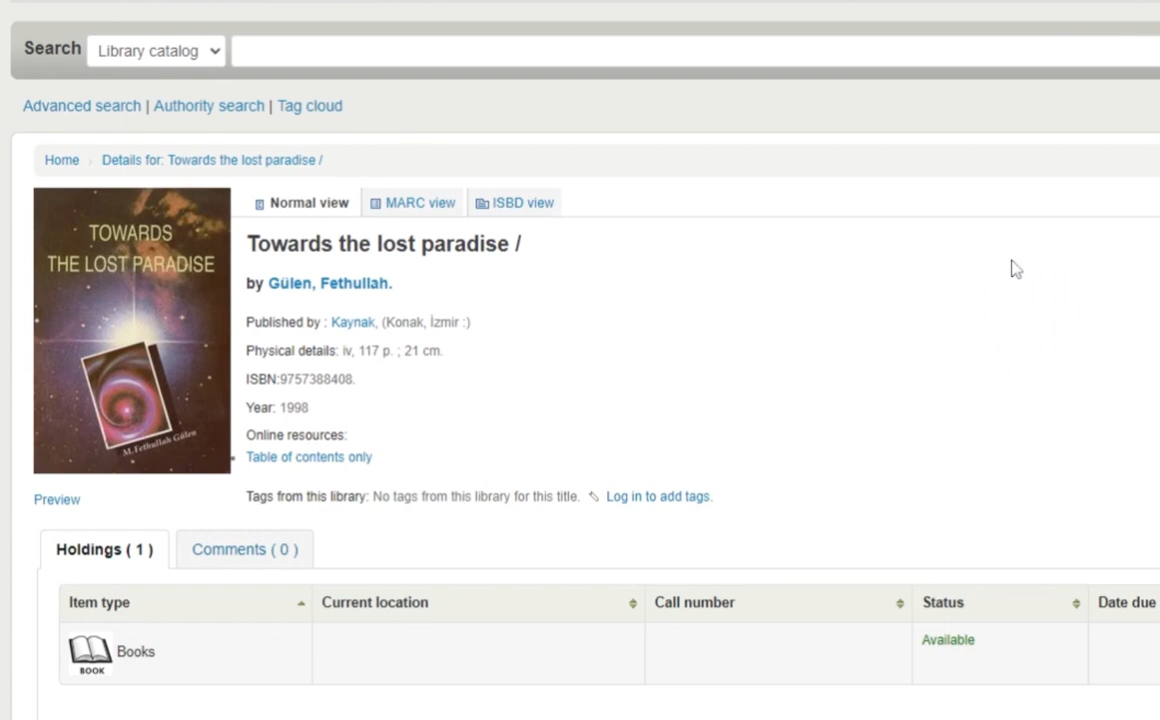 Search Library catalog
Advanced search | Authority search | Tag cloud
Home › Details for: Towards the lost paradise /
TOWARDS
THE LOST PARADISE
M.Fethullah Gülen
Preview
Normal view MARC view ISBD view
Towards the lost paradise /
by Gülen, Fethullah.
Published by : Kaynak, (Konak, İzmir :)
Physical details: iv, 117 p. ; 21 cm.
ISBN:9757388408.
Year: 1998
Online resources:
Table of contents only
Tags from this library: No tags from this library for this title. Log in to add tags.
Holdings ( 1 ) Comments ( 0 )
Item type Current location Call number Status Date due
BOOK Books Available